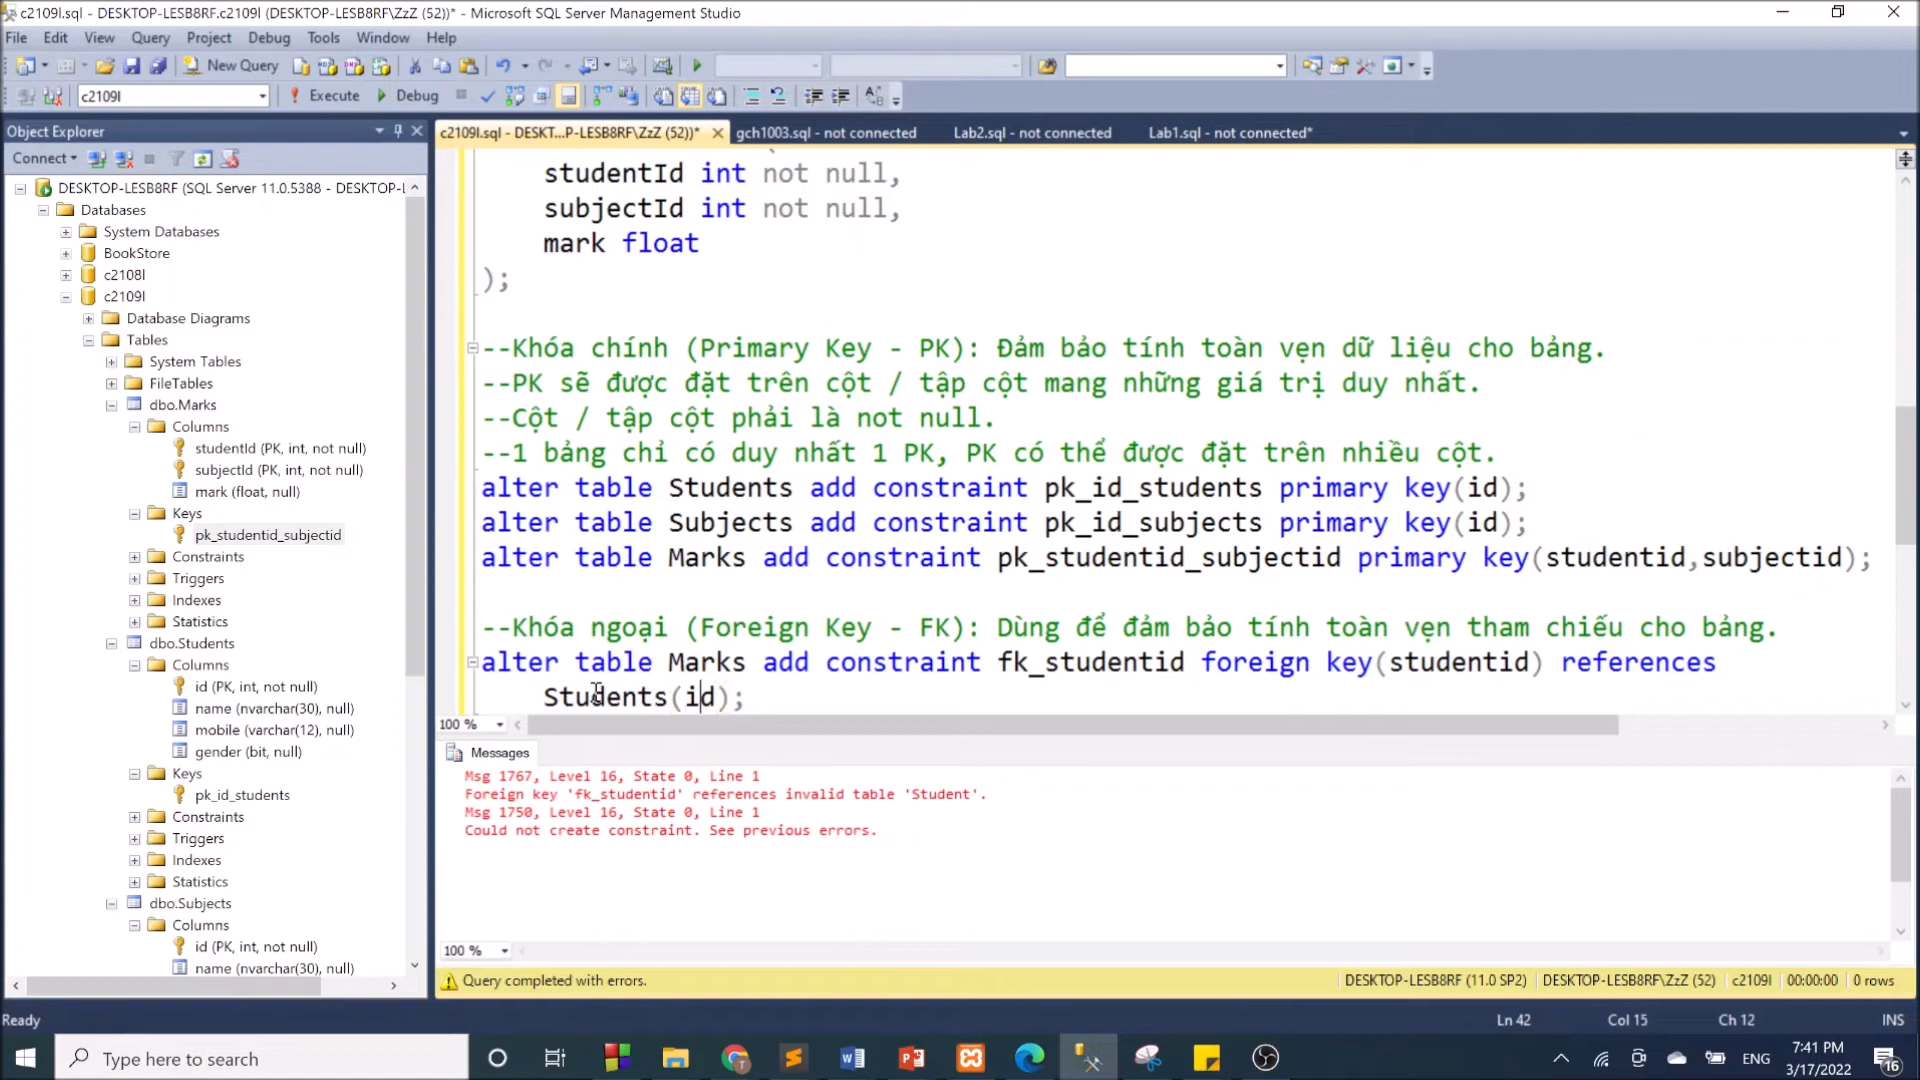 c2109l.sql - DESKTOP-LESB8RF.c2109l (DESKTOP-LESB8RF\ZzZ (52))* - Microsoft SQL Server Management Studio
File Edit View Query Project Debug Tools Window Help
New Query
c2109l Execute Debug
Object Explorer
Connect
DESKTOP-LESB8RF (SQL Server 11.0.5388 - DESKTOP-L
Databases
System Databases
BookStore
c2108l
c2109l
Database Diagrams
Tables
System Tables
FileTables
dbo.Marks
Columns
studentId (PK, int, not null)
subjectId (PK, int, not null)
mark (float, null)
Keys
pk_studentid_subjectid
Constraints
Triggers
Indexes
Statistics
dbo.Students
Columns
id (PK, int, not null)
name (nvarchar(30), null)
mobile (varchar(12), null)
gender (bit, null)
Keys
pk_id_students
Constraints
Triggers
Indexes
Statistics
dbo.Subjects
Columns
id (PK, int, not null)
name (nvarchar(30), null)
c2109l.sql - DESKT...P-LESB8RF\ZzZ (52))* gch1003.sql - not connected Lab2.sql - not connected Lab1.sql - not connected*
studentId int not null,
subjectId int not null,
mark float
);
--Khóa chính (Primary Key - PK): Đảm bảo tính toàn vẹn dữ liệu cho bảng.
--PK sẽ được đặt trên cột / tập cột mang những giá trị duy nhất.
--Cột / tập cột phải là not null.
--1 bảng chỉ có duy nhất 1 PK, PK có thể được đặt trên nhiều cột.
alter table Students add constraint pk_id_students primary key(id);
alter table Subjects add constraint pk_id_subjects primary key(id);
alter table Marks add constraint pk_studentid_subjectid primary key(studentid,subjectid);
--Khóa ngoại (Foreign Key - FK): Dùng để đảm bảo tính toàn vẹn tham chiếu cho bảng.
alter table Marks add constraint fk_studentid foreign key(studentid) references
Students(id);
100 %
Messages
Msg 1767, Level 16, State 0, Line 1
Foreign key 'fk_studentid' references invalid table 'Student'.
Msg 1750, Level 16, State 0, Line 1
Could not create constraint. See previous errors.
100 %
Query completed with errors. DESKTOP-LESB8RF (11.0 SP2) DESKTOP-LESB8RF\ZzZ (52) c2109l 00:00:00 0 rows
Ready Ln 42 Col 15 Ch 12 INS
Type here to search ENG 7:41 PM
3/17/2022 16